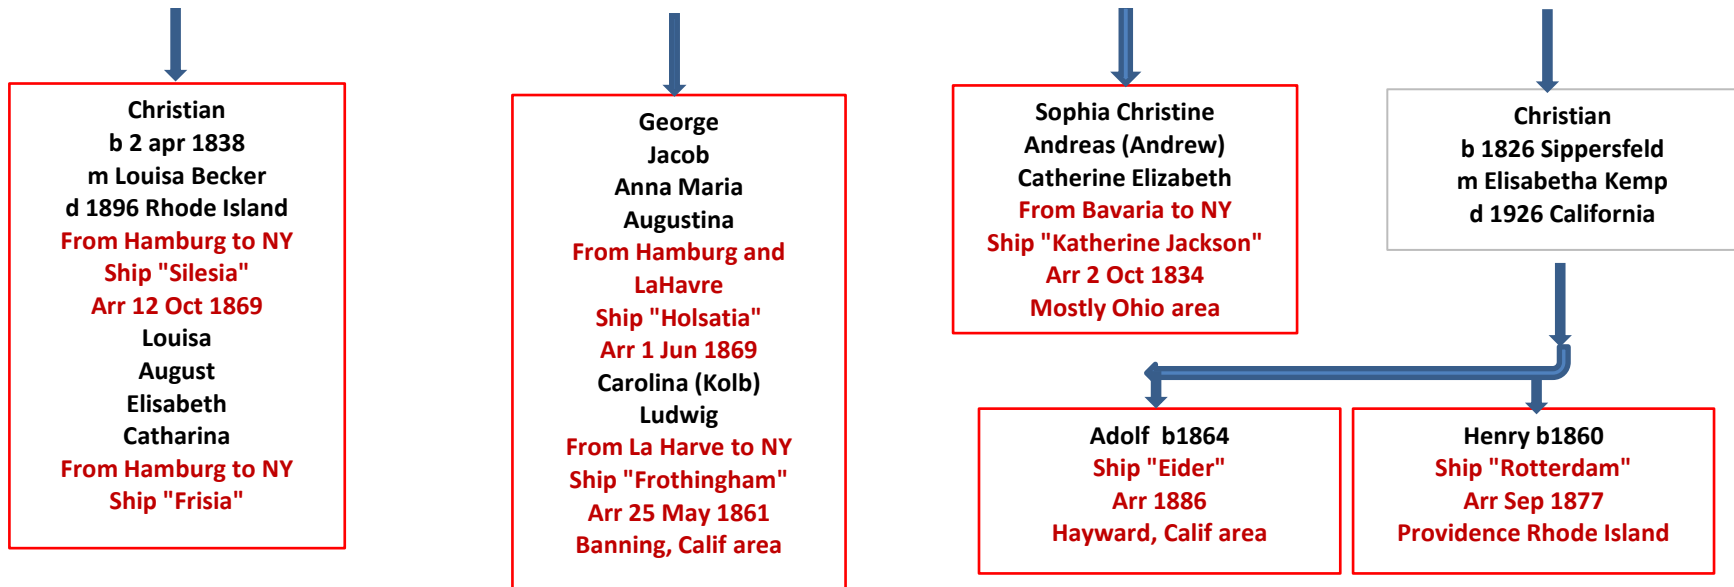 Christian
b 2 apr 1838
m Louisa Becker
d 1896 Rhode Island
From Hamburg to NY
Ship "Silesia"
Arr 12 Oct 1869
Louisa
August
Elisabeth
Catharina
From Hamburg to NY
Ship "Frisia"
George
Jacob
Anna Maria
Augustina
From Hamburg and
LaHavre
Ship "Holsatia"
Arr 1 Jun 1869
Carolina (Kolb)
Ludwig
From La Harve to NY
Ship "Frothingham"
Arr 25 May 1861
Banning, Calif area
Sophia Christine
Andreas (Andrew)
Catherine Elizabeth
From Bavaria to NY
Ship "Katherine Jackson"
Arr 2 Oct 1834
Mostly Ohio area
Christian
b 1826 Sippersfeld
m Elisabetha Kemp
d 1926 California
Adolf  b1864
Ship "Eider"
Arr 1886
Hayward, Calif area
Henry b1860
Ship "Rotterdam"
Arr Sep 1877
Providence Rhode Island